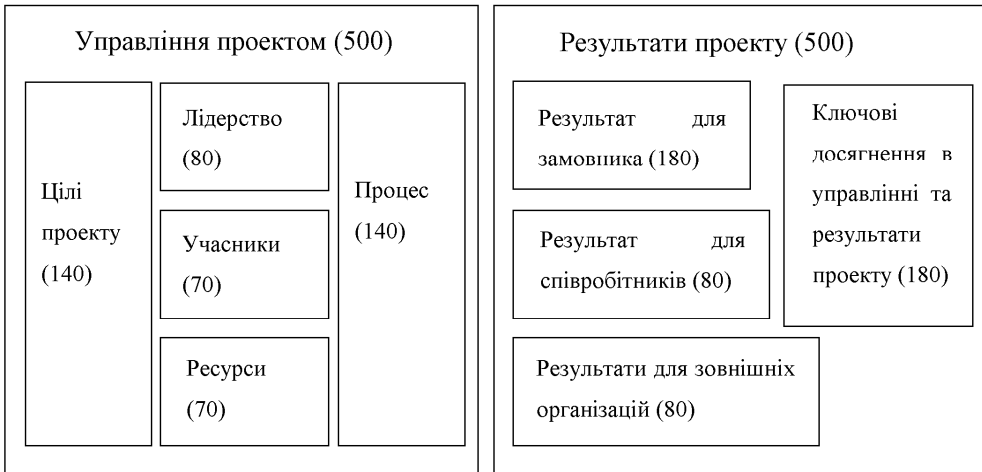 Управління проектом (500)
Цілі
проекту
(140)
Лідерство
(80)
Учасники
(70)
Ресурси
(70)
Процес
(140)
Результати проекту (500)
Результат для
замовника (180)
Результат для
співробітників (80)
Результати для зовнішніх
організацій (80)
Ключові
досягнення в
управлінні та
результати
проекту (180)